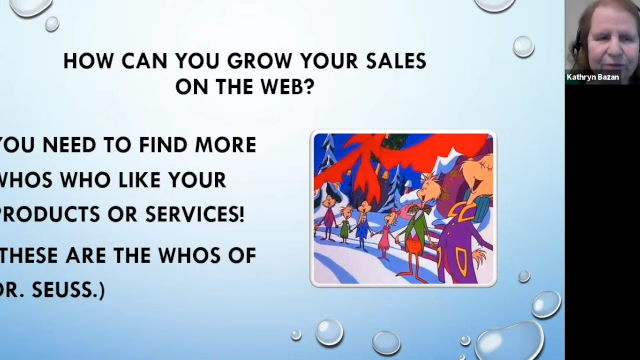 HOW CAN YOU GROW YOUR SALES
ON THE WEB?
YOU NEED TO FIND MORE
WHOS WHO LIKE YOUR
PRODUCTS OR SERVICES!
THESE ARE THE WHOS OF
DR. SEUSS.)
Kathryn Bazan